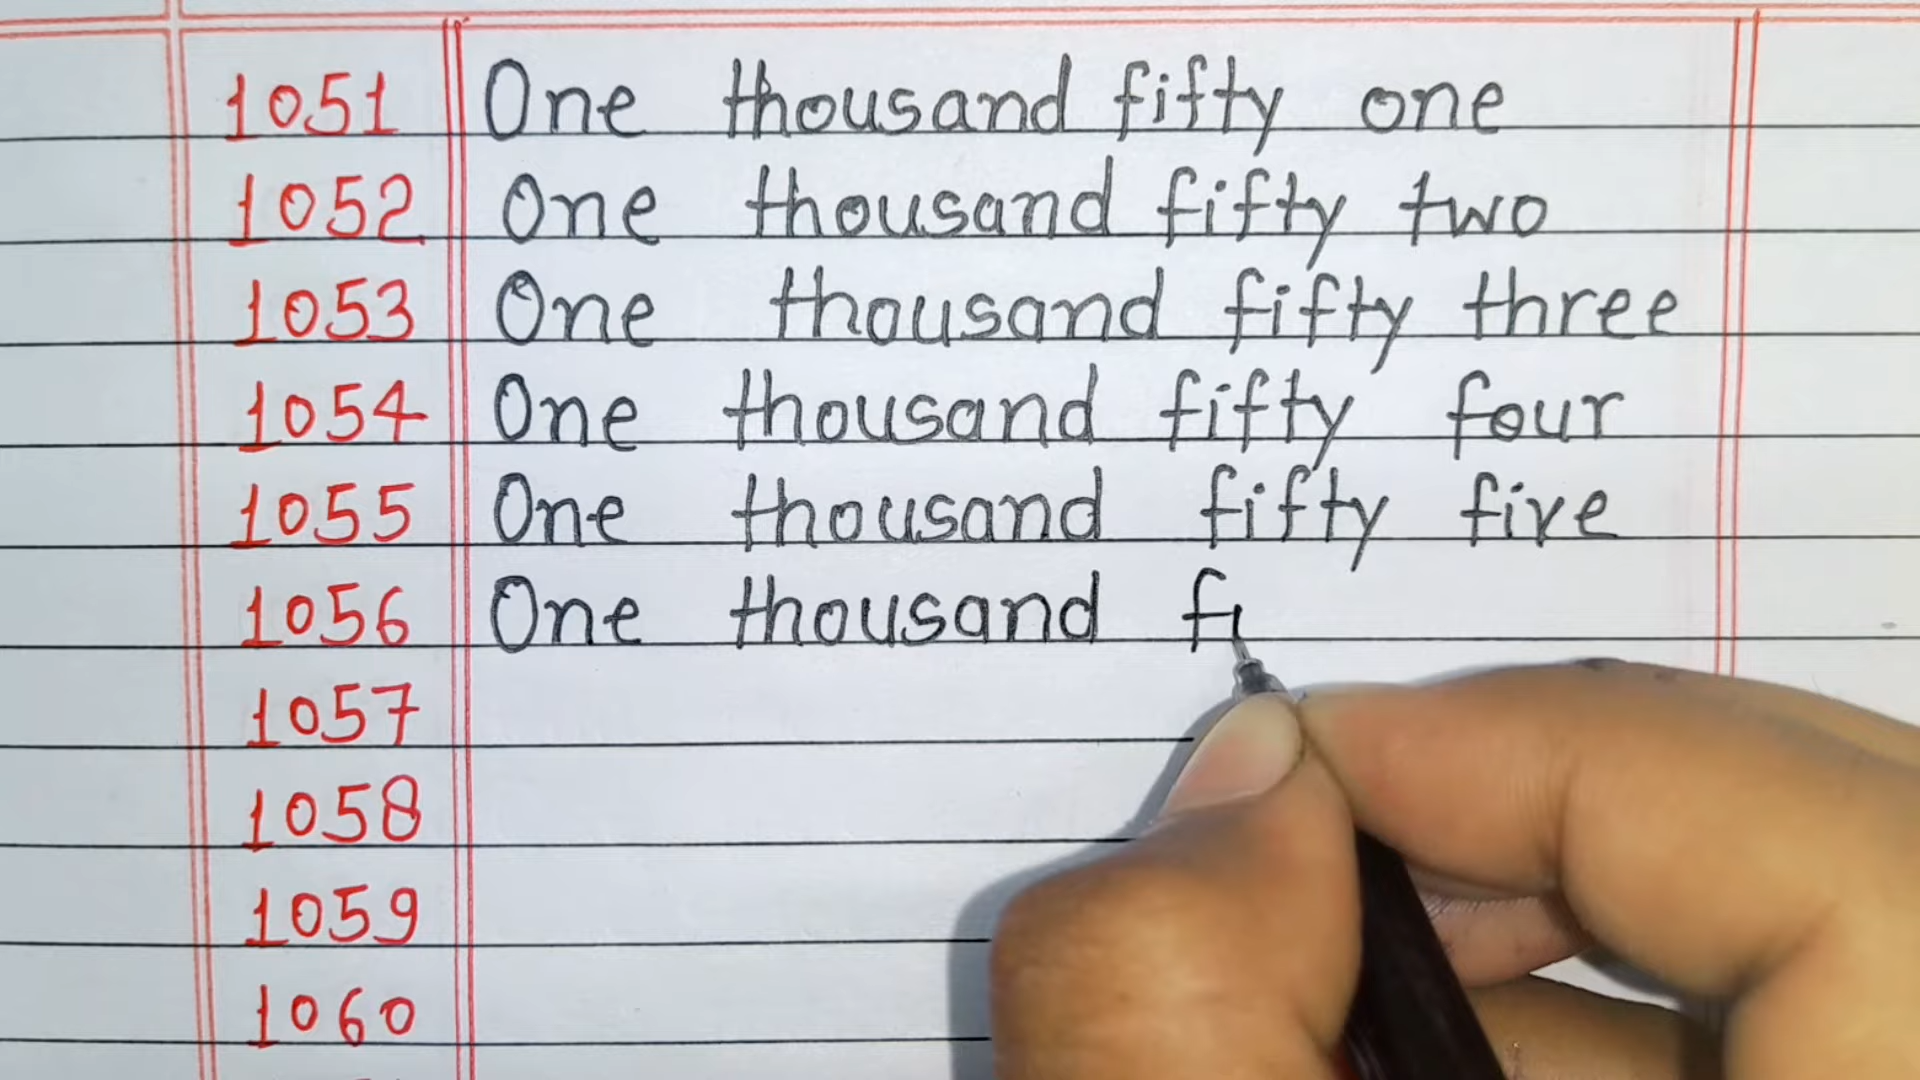 1051 One thousand fifty one
1052 One thousand fifty two
1053 One thousand fifty three
1054 One thousand fifty four
1055 One thousand fifty five
1056 One thousand fi
1057
1058
1059
1060